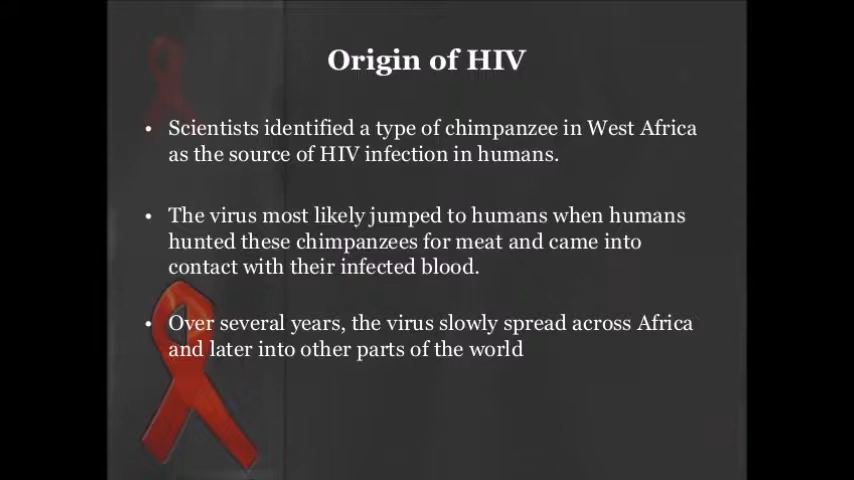 Origin of HIV
• Scientists identified a type of chimpanzee in West Africa
as the source of HIV infection in humans.
• The virus most likely jumped to humans when humans
hunted these chimpanzees for meat and came into
contact with their infected blood.
• Over several years, the virus slowly spread across Africa
and later into other parts of the world